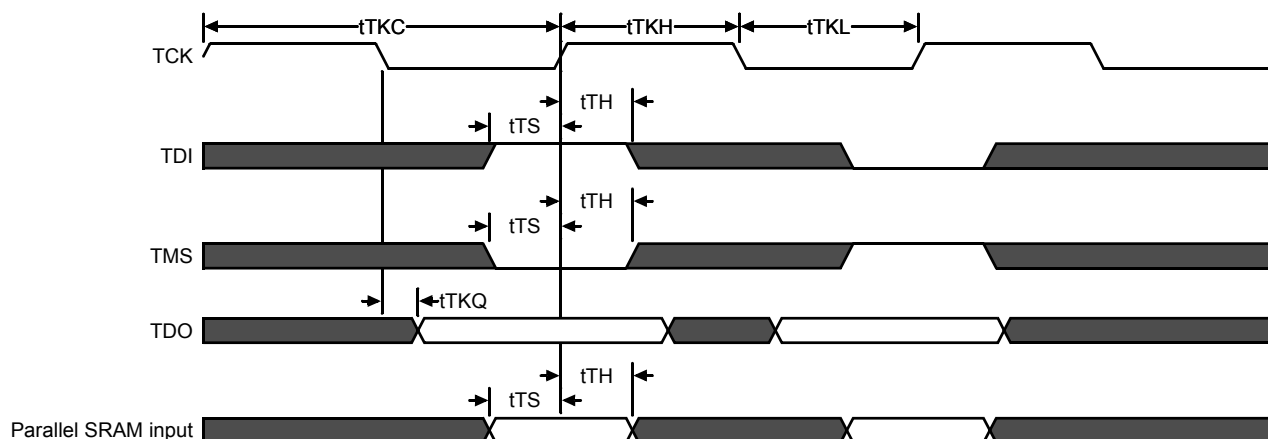 tTKC
tTKH
tTKL
TCK
tTH
tTS
TDI
tTH
tTS
TMS
tTKQ
TDO
tTH
tTS
Parallel SRAM input